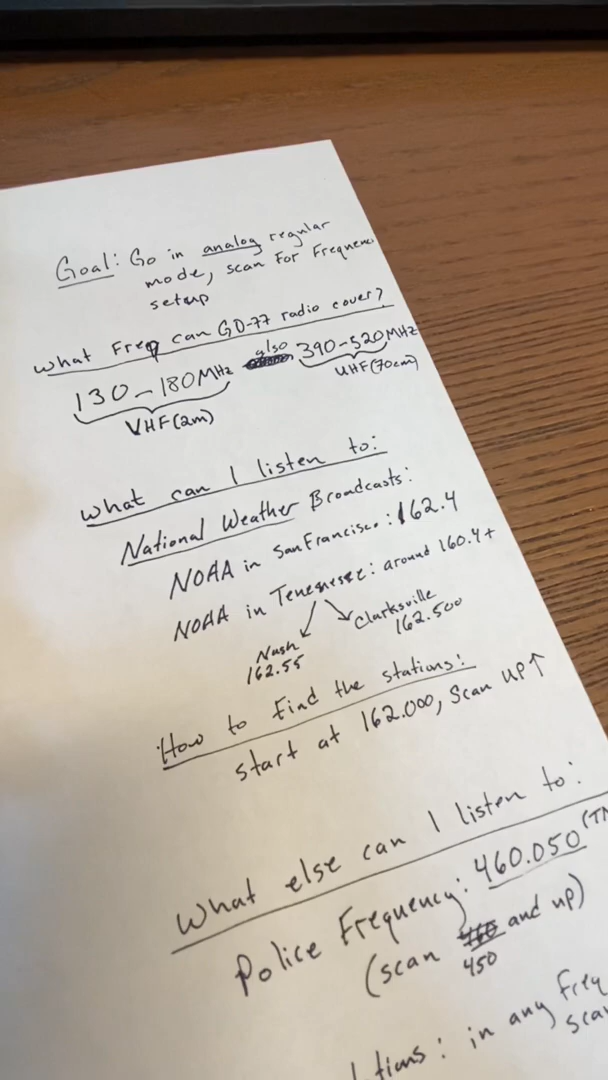 Goal: Go in analog regular
mode, scan for Frequenc
setup
what Freq can GD-77 radio cover?
130-180MHz also 390-520MHz
VHF(2m) UHF(70cm)
what can I listen to:
National Weather Broadcasts:
NOAA in San Francisco: 162.4
NOAA in Tenenesee: around 160.4+
Nash Clarksville
162.55 162.500
How to find the stations:
start at 162.000, Scan up↑
What else can I listen to:
Police Frequency: 460.050 (TN
(scan 450 and up)
tions: in any freq
scan